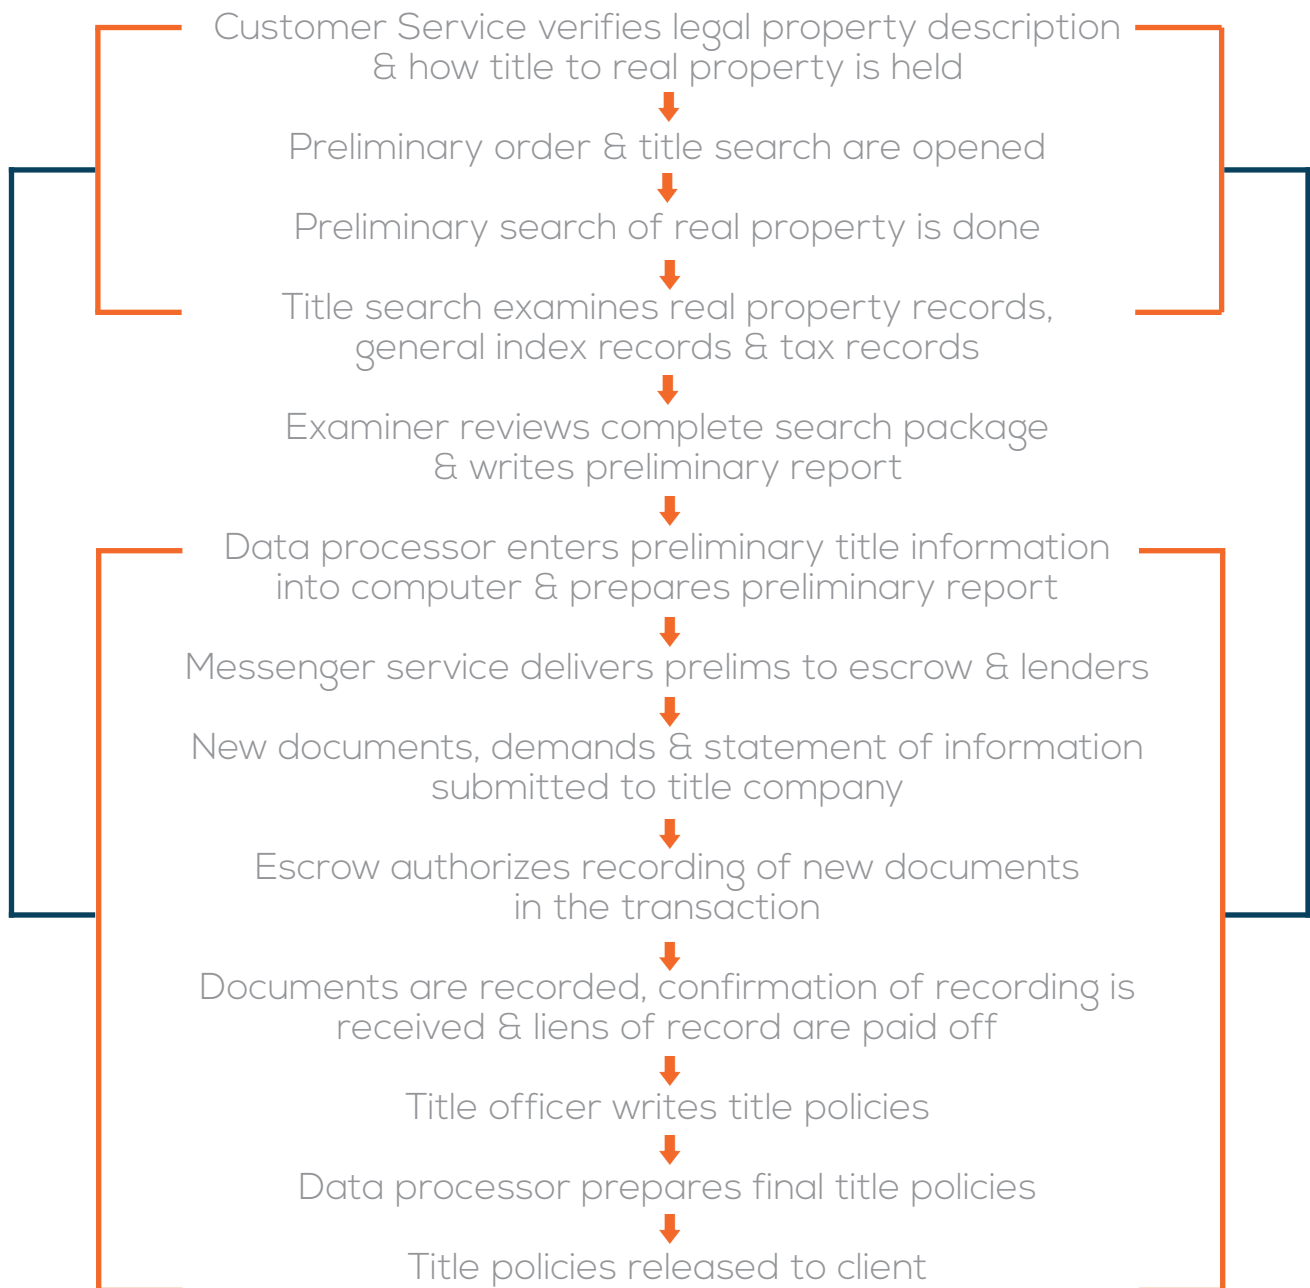 Customer Service verifies legal property description
& how title to real property is held
Preliminary order & title search are opened
Preliminary search of real property is done
Title search examines real property records,
general index records & tax records
Examiner reviews complete search package
& writes preliminary report
Data processor enters preliminary title information
into computer & prepares preliminary report
Messenger service delivers prelims to escrow & lenders
New documents, demands & statement of information
submitted to title company
Escrow authorizes recording of new documents
in the transaction
Documents are recorded, confirmation of recording is
received & liens of record are paid off
Title officer writes title policies
Data processor prepares final title policies
Title policies released to client